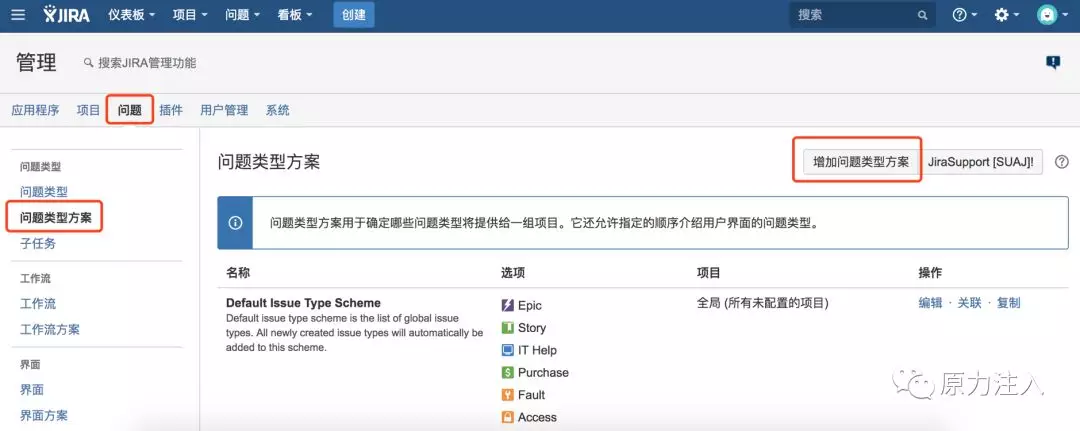 JIRA 仪表板 项目 问题 看板 创建 搜索
管理 搜索JIRA管理功能
应用程序 项目 问题 插件 用户管理 系统
问题类型
问题类型
问题类型方案
子任务
工作流
工作流
工作流方案
界面
界面
界面方案
问题类型方案 增加问题类型方案 JiraSupport [SUAJ]!
问题类型方案用于确定哪些问题类型将提供给一组项目。它还允许指定的顺序介绍用户界面的问题类型。
名称 选项 项目 操作
Default Issue Type Scheme
Default issue type scheme is the list of global issue
types. All newly created issue types will automatically be
added to this scheme.
Epic
Story
IT Help
Purchase
Fault
Access
全局 (所有未配置的项目)
编辑 · 关联 · 复制
原力注入